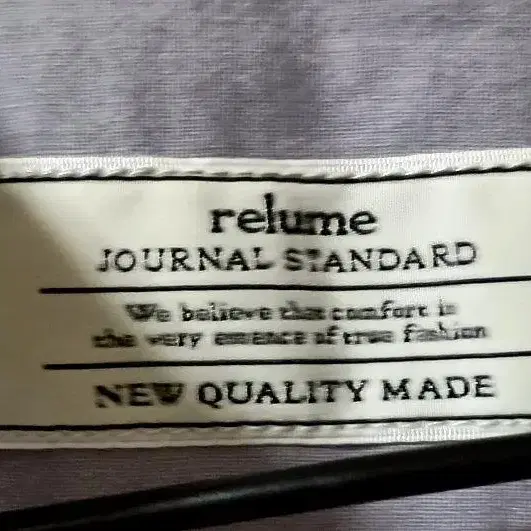 relume
JOURNAL STANDARD
We believe that comfort is
the very essence of true fashion
NEW QUALITY MADE